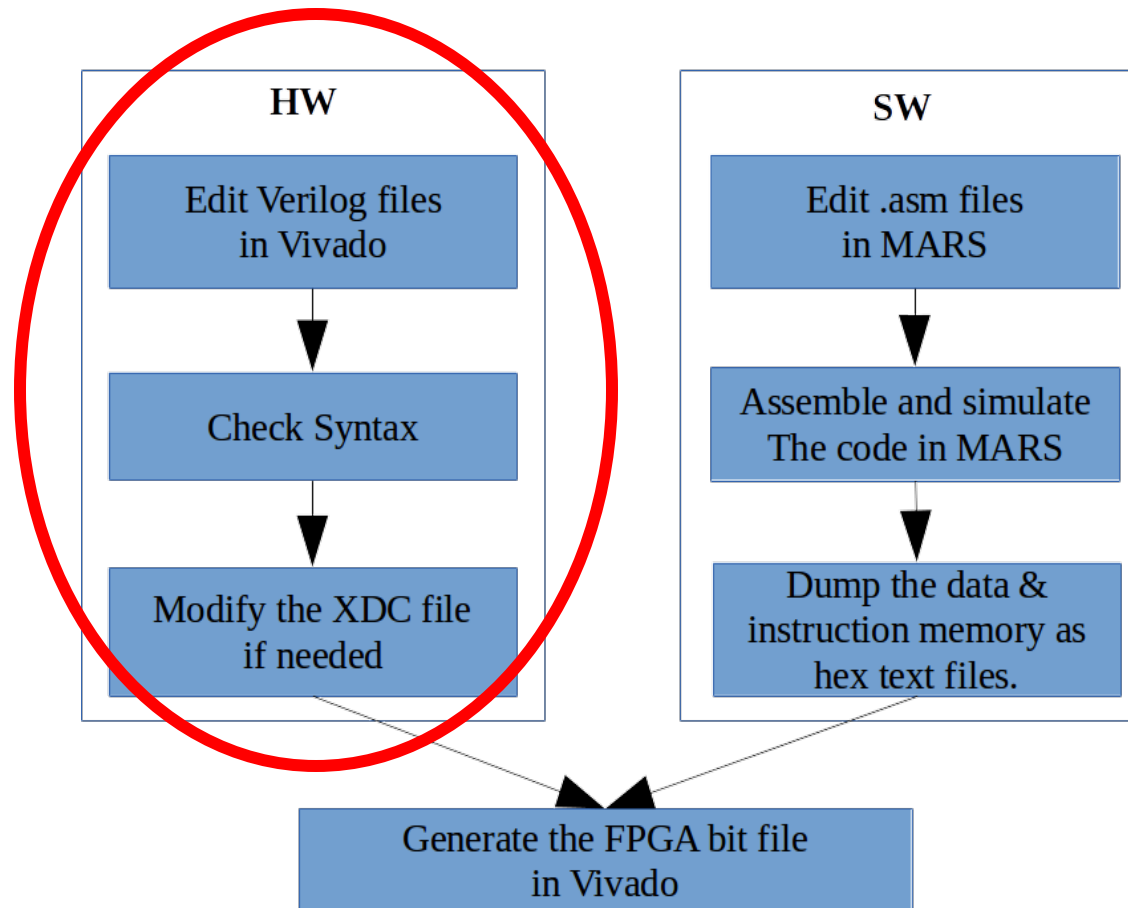 HW
Edit Verilog files
in Vivado
Check Syntax
Modify the XDC file
if needed
SW
Edit .asm files
in MARS
Assemble and simulate
The code in MARS
Dump the data &
instruction memory as
hex text files.
Generate the FPGA bit file
in Vivado